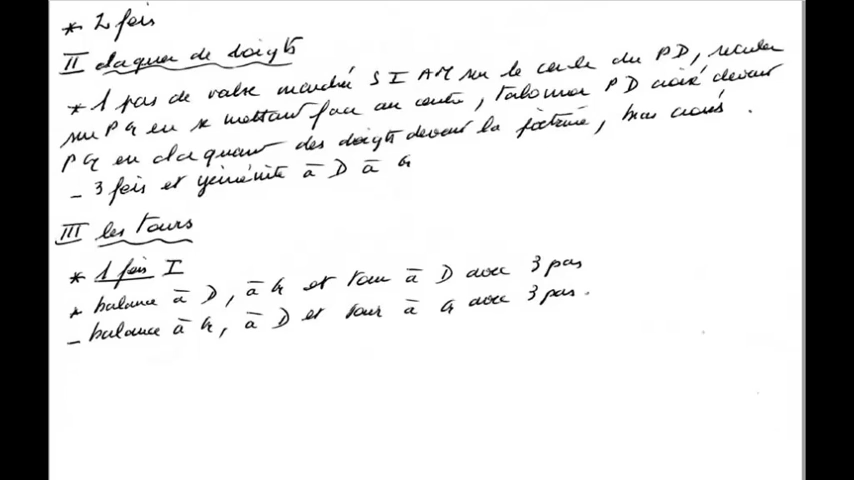 * 2 fois
II claquer de doigts
* 1 pas de valse marché SIAM sur le cercle du PD, reculer
sur PG en se mettant face au centre, talonner PD croisé devant
PG en claquant des doigts devant la poitrine, bras croisés.
- 3 fois et symétrie à D à G
III les tours
* 1 fois I
* balance à D, à G et tour à D avec 3 pas
- balance à G, à D et tour à G avec 3 pas.